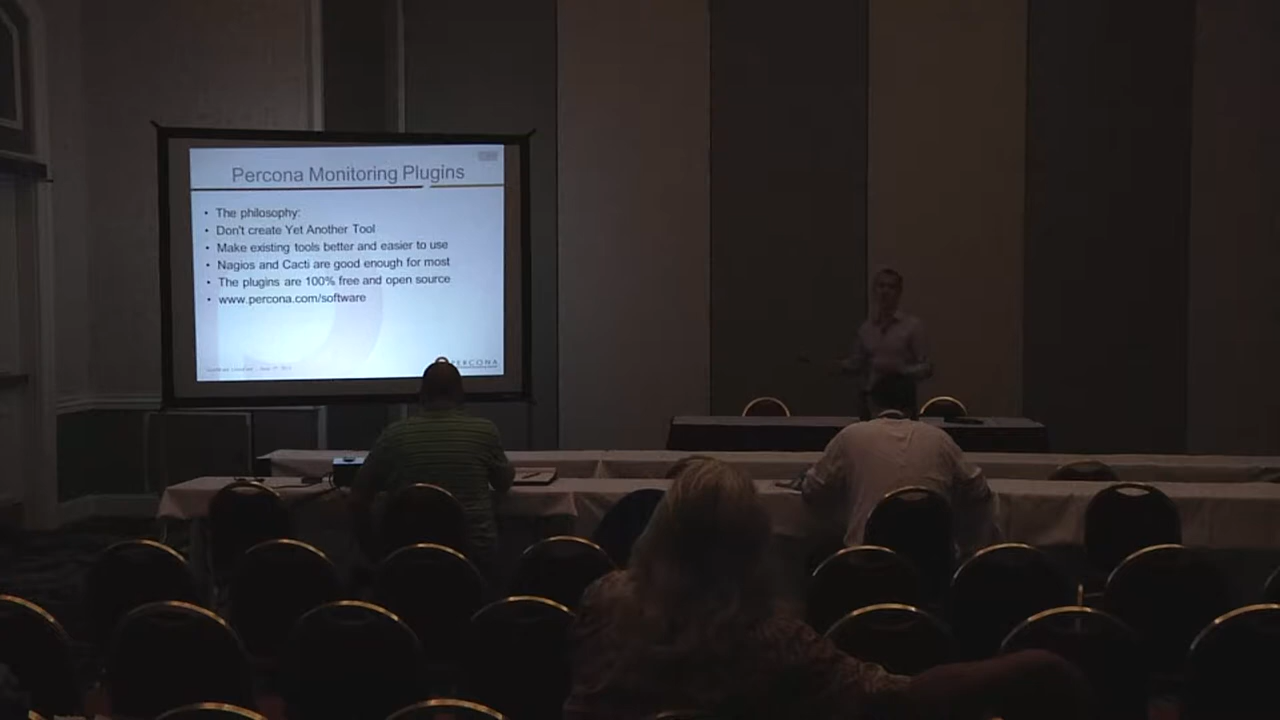 Percona Monitoring Plugins
• The philosophy:
• Don't create Yet Another Tool
• Make existing tools better and easier to use
• Nagios and Cacti are good enough for most
• The plugins are 100% free and open source
• www.percona.com/software
PERCONA